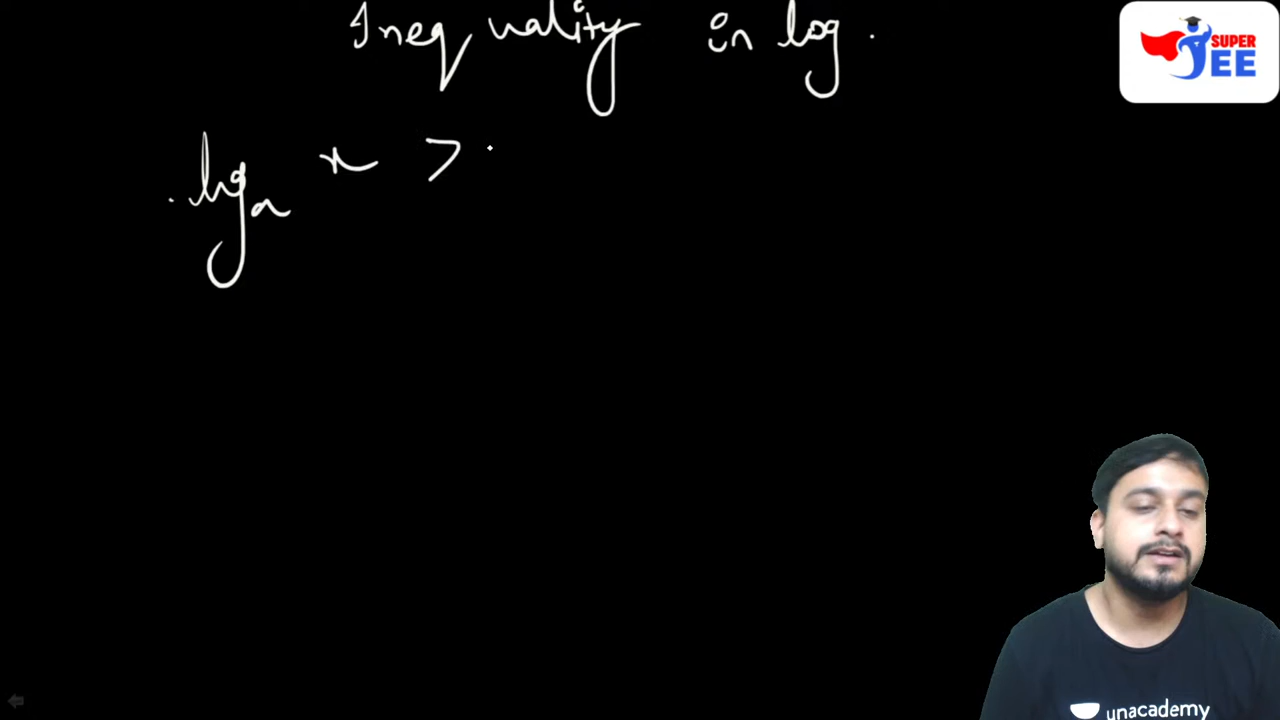 Inequality in log.
SUPER
JEE
log_a x >
unacademy